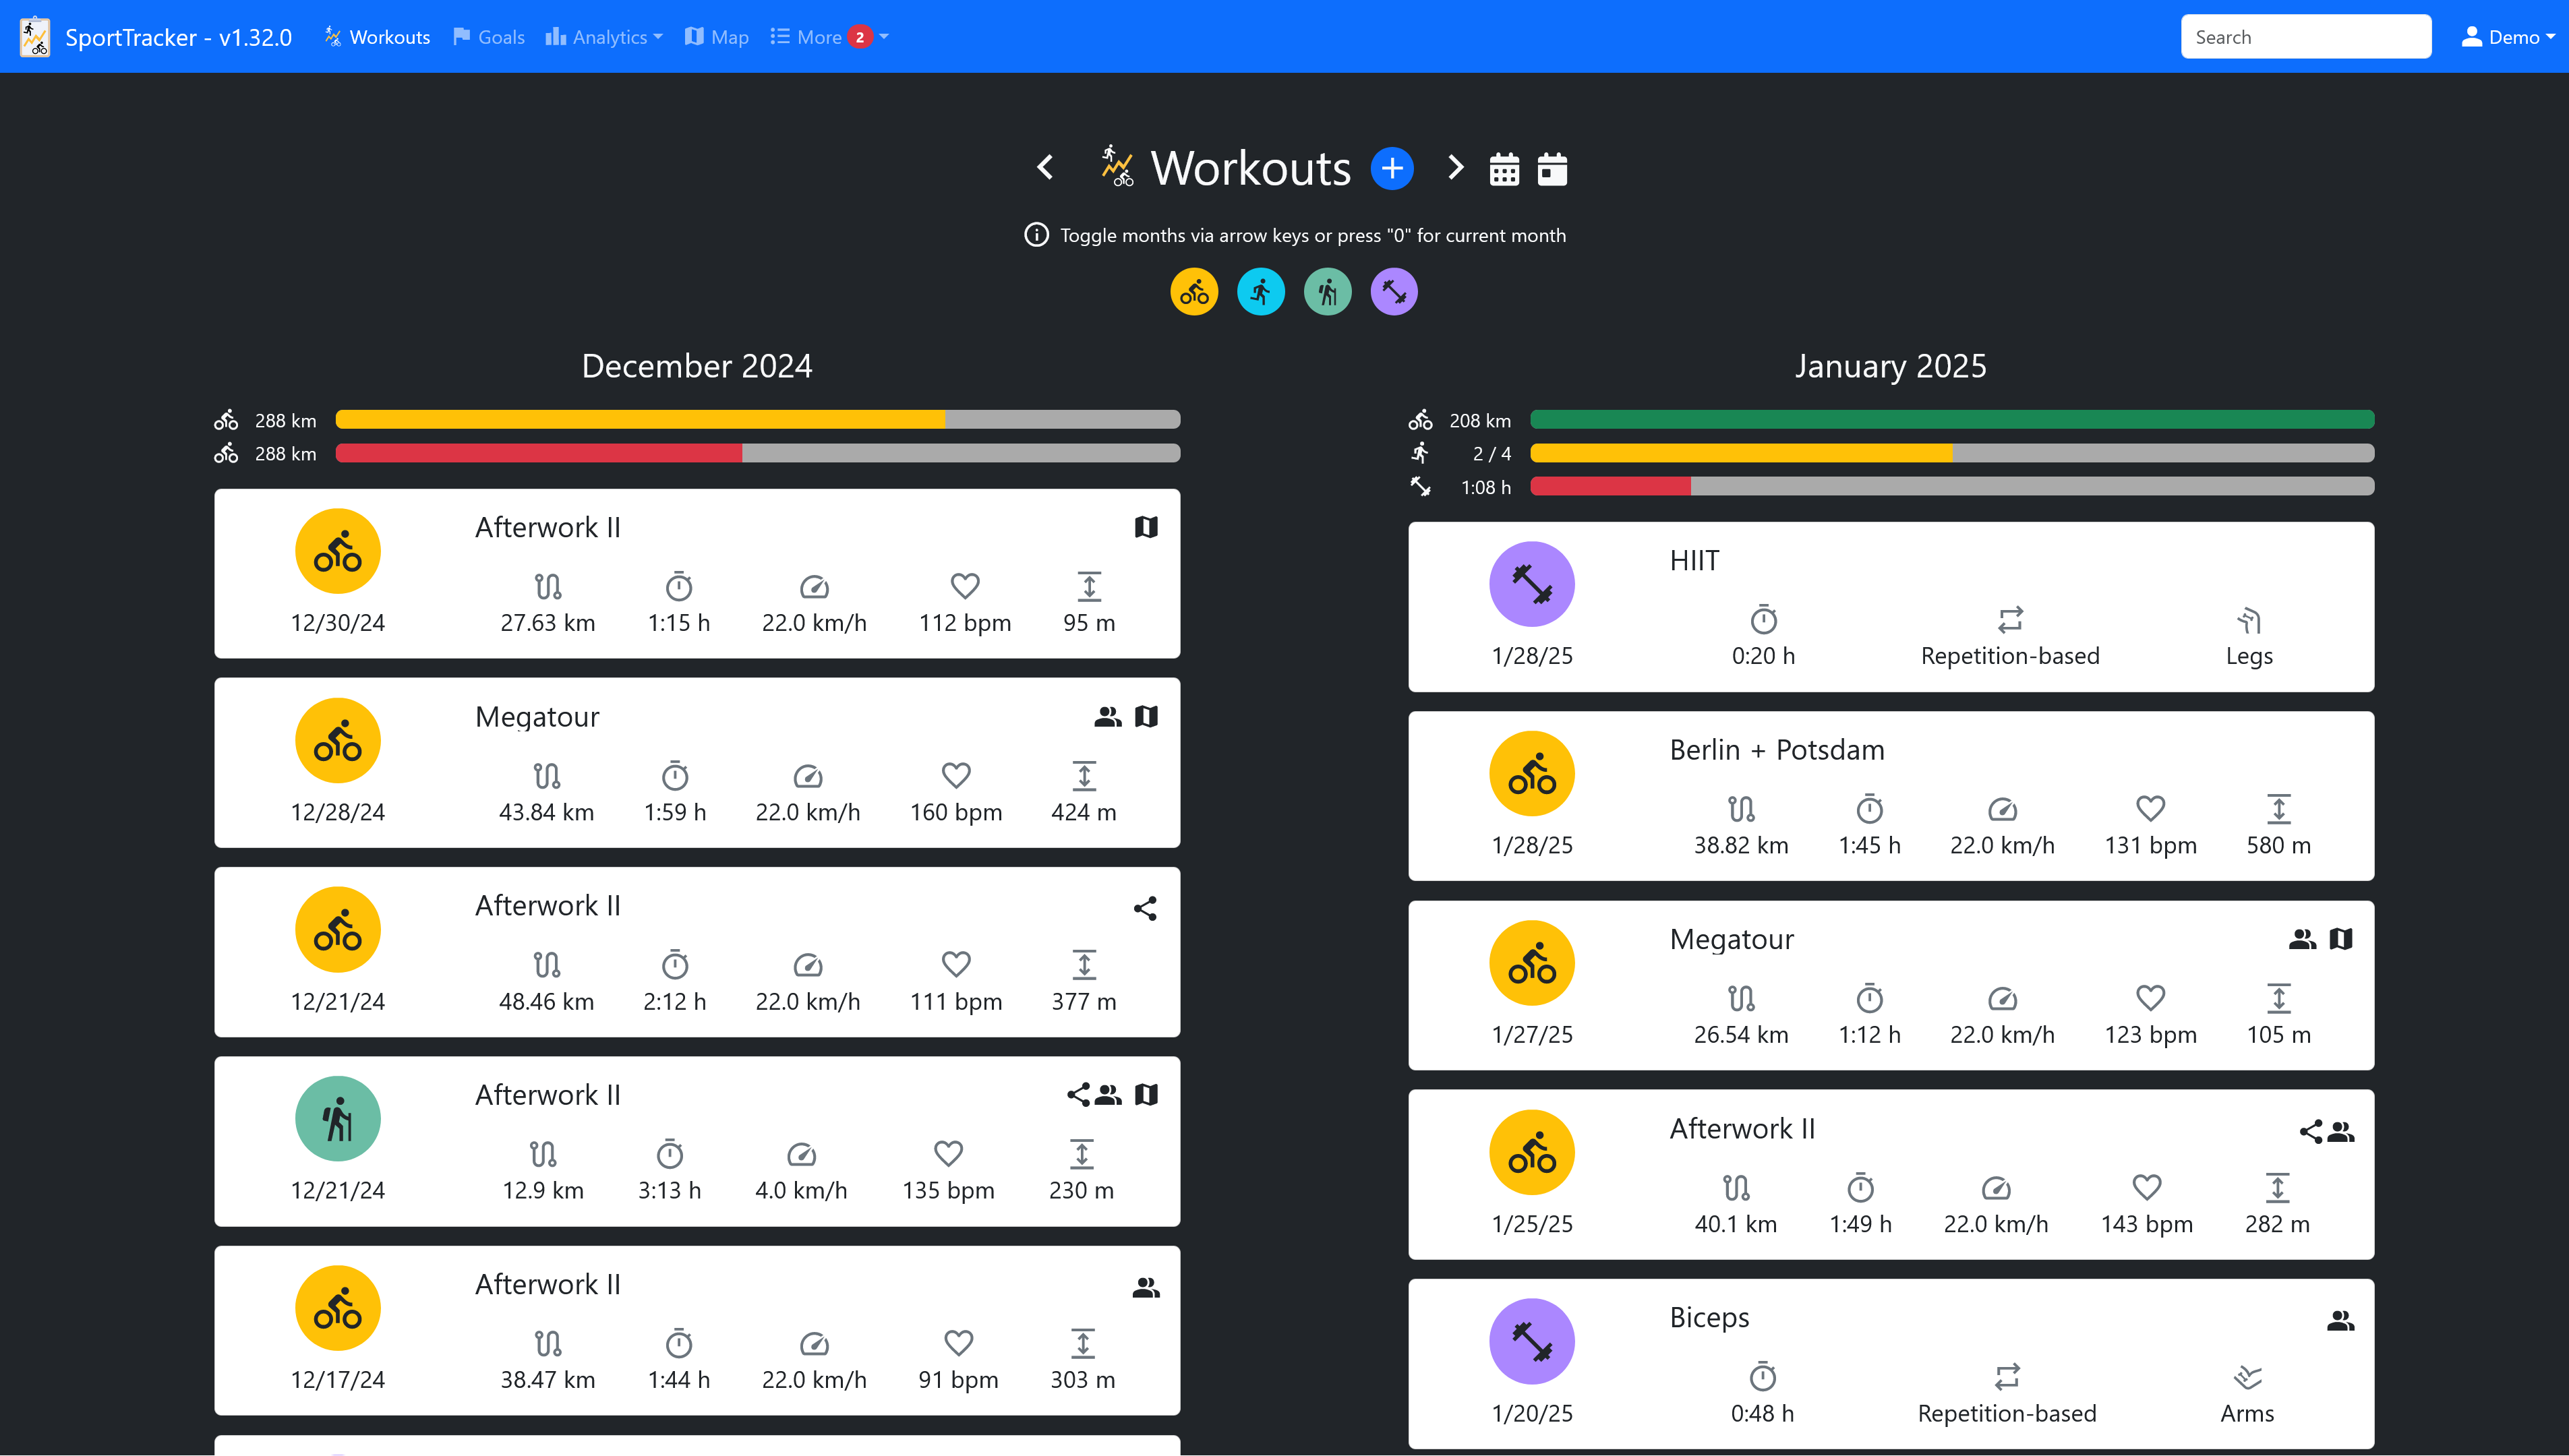 SportTracker - v1.32.0
Workouts
Goals
Analytics
Map
More 2
Search
Demo
Workouts
Toggle months via arrow keys or press "0" for current month
December 2024
288 km
288 km
Afterwork II
12/30/24
27.63 km
1:15 h
22.0 km/h
112 bpm
95 m
Megatour
12/28/24
43.84 km
1:59 h
22.0 km/h
160 bpm
424 m
Afterwork II
12/21/24
48.46 km
2:12 h
22.0 km/h
111 bpm
377 m
Afterwork II
12/21/24
12.9 km
3:13 h
4.0 km/h
135 bpm
230 m
Afterwork II
12/17/24
38.47 km
1:44 h
22.0 km/h
91 bpm
303 m
January 2025
208 km
2 / 4
1:08 h
HIIT
1/28/25
0:20 h
Repetition-based
Legs
Berlin + Potsdam
1/28/25
38.82 km
1:45 h
22.0 km/h
131 bpm
580 m
Megatour
1/27/25
26.54 km
1:12 h
22.0 km/h
123 bpm
105 m
Afterwork II
1/25/25
40.1 km
1:49 h
22.0 km/h
143 bpm
282 m
Biceps
1/20/25
0:48 h
Repetition-based
Arms